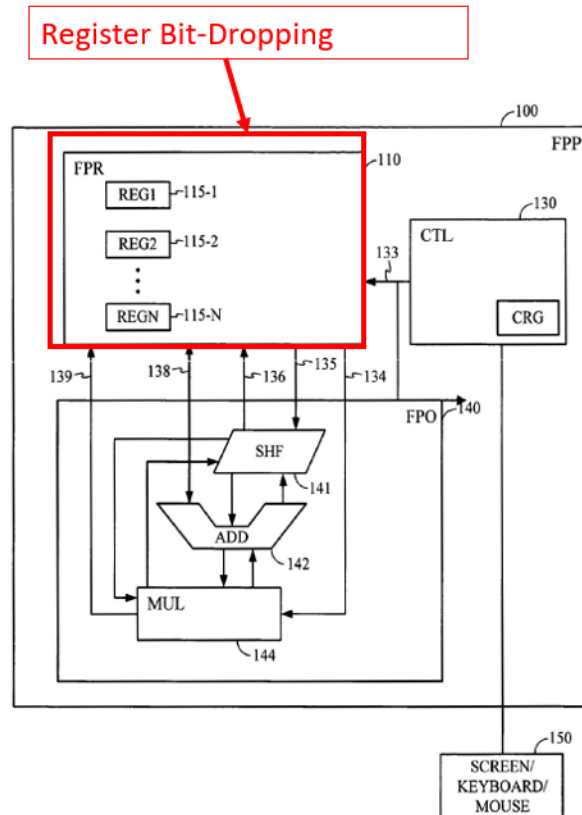 Register Bit-Dropping
100
FPP
110
FPR
REG1
115-1
130
CTL
REG2
115-2
133
REGN
115-N
CRG
139
138
136
135
134
FPO
140
SHF
141
ADD
142
MUL
144
150
SCREEN/
KEYBOARD/
MOUSE